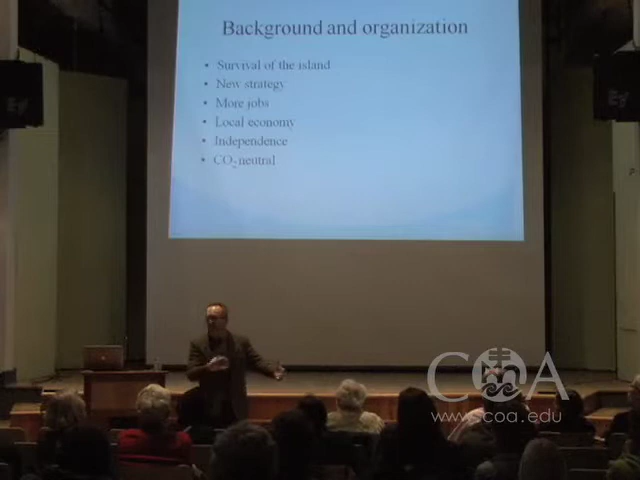 Background and organization
• Survival of the island
• New strategy
• More jobs
• Local economy
• Independence
• CO₂ neutral
COA
www.coa.edu